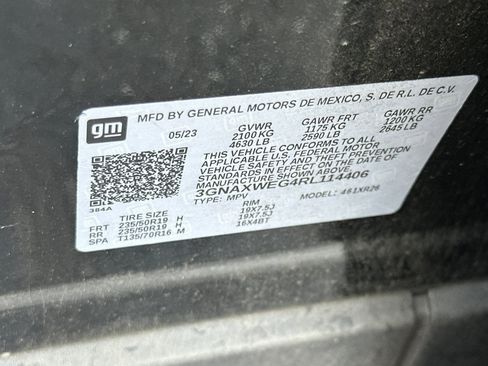 gm
MFD BY GENERAL MOTORS DE MEXICO, S. DE R.L. DE C.V.
05/23 GVWR GAWR FRT GAWR RR
2100 KG 1175 KG 1200 KG
4630 LB 2590 LB 2645 LB
THIS VEHICLE CONFORMS TO ALL
APPLICABLE U.S. FEDERAL MOTOR
VEHICLE SAFETY AND THEFT PREVENTION
STANDARDS IN EFFECT ON THE DATE OF
MANUFACTURE SHOWN ABOVE.
3GNAXWEG4RL114406
TYPE: MPV MODEL: 461XR26
384A
TIRE SIZE RIM
FRT 235/50R19 H 19X7.5J
RR 235/50R19 H 19X7.5J
SPA T135/70R16 M 16X4BT